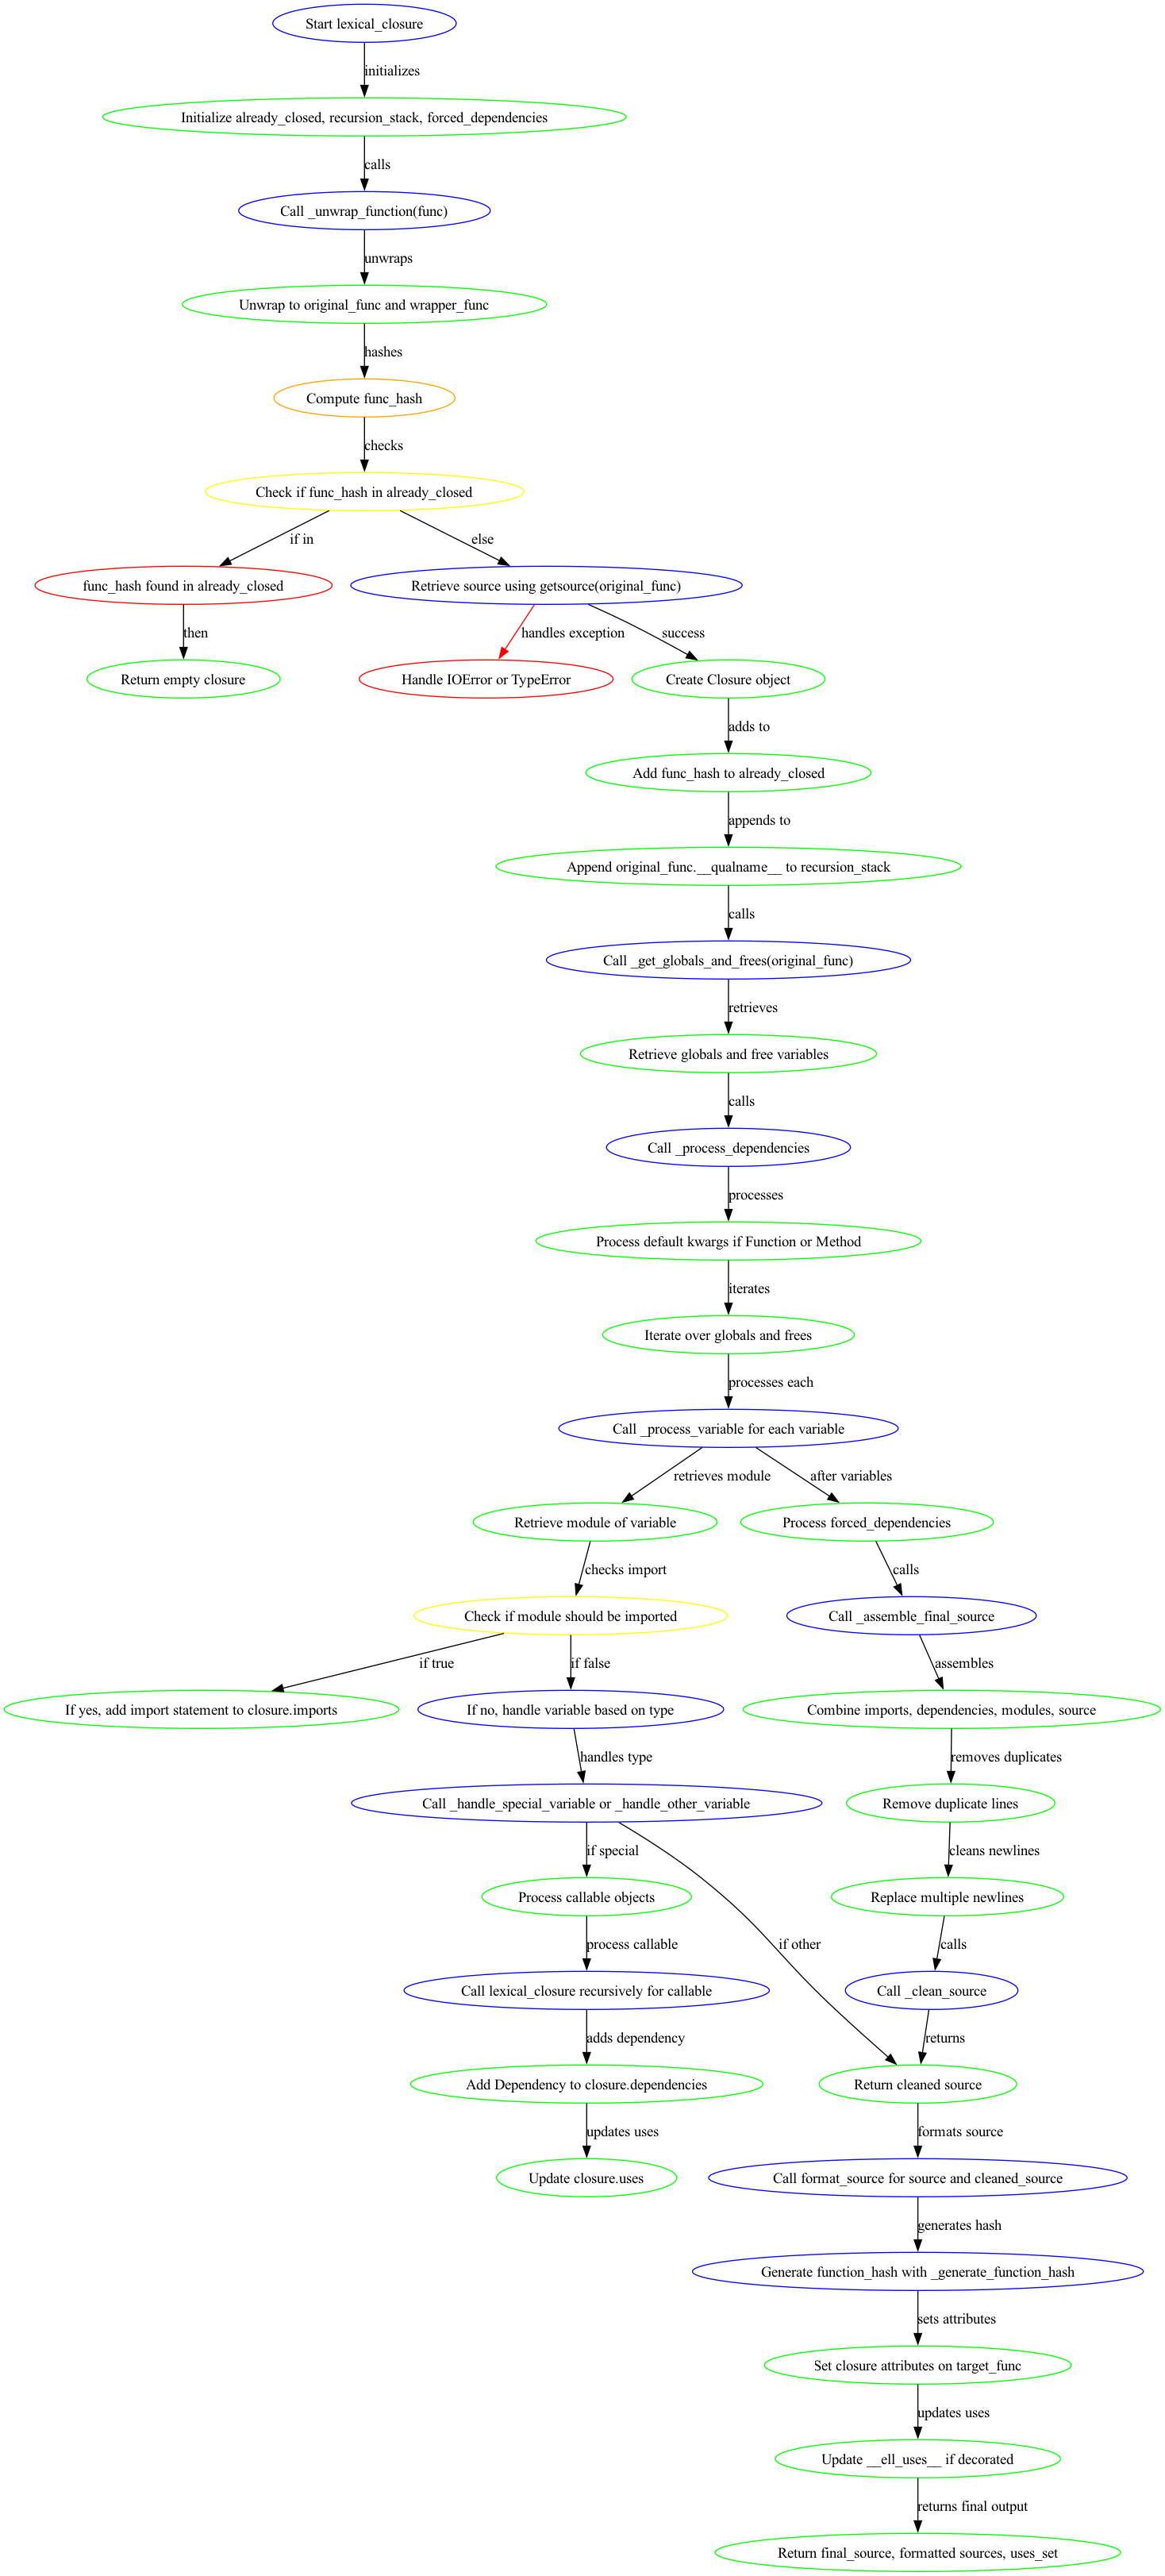 Start lexical_closure
initializes
Initialize already_closed, recursion_stack, forced_dependencies
calls
Call _unwrap_function(func)
unwraps
Unwrap to original_func and wrapper_func
hashes
Compute func_hash
checks
Check if func_hash in already_closed
if in
else
func_hash found in already_closed
Retrieve source using getsource(original_func)
then
handles exception
success
Return empty closure
Handle IOError or TypeError
Create Closure object
adds to
Add func_hash to already_closed
appends to
Append original_func.__qualname__ to recursion_stack
calls
Call _get_globals_and_frees(original_func)
retrieves
Retrieve globals and free variables
calls
Call _process_dependencies
processes
Process default kwargs if Function or Method
iterates
Iterate over globals and frees
processes each
Call _process_variable for each variable
retrieves module
after variables
Retrieve module of variable
Process forced_dependencies
checks import
calls
Check if module should be imported
Call _assemble_final_source
if true
if false
assembles
If yes, add import statement to closure.imports
If no, handle variable based on type
Combine imports, dependencies, modules, source
handles type
removes duplicates
Call _handle_special_variable or _handle_other_variable
Remove duplicate lines
if special
cleans newlines
Process callable objects
Replace multiple newlines
process callable
if other
calls
Call lexical_closure recursively for callable
Call _clean_source
adds dependency
returns
Add Dependency to closure.dependencies
Return cleaned source
updates uses
formats source
Update closure.uses
Call format_source for source and cleaned_source
generates hash
Generate function_hash with _generate_function_hash
sets attributes
Set closure attributes on target_func
updates uses
Update __ell_uses__ if decorated
returns final output
Return final_source, formatted sources, uses_set